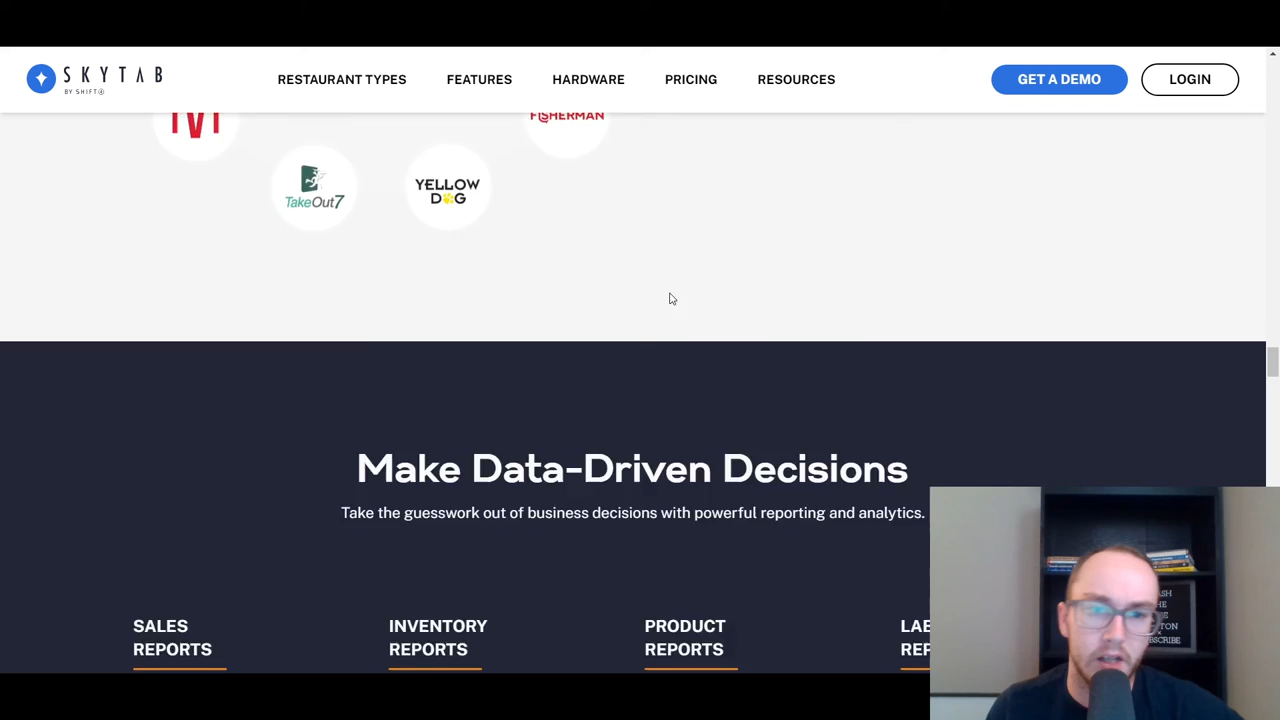 SKYTAB
BY SHIFT4
RESTAURANT TYPES
FEATURES
HARDWARE
PRICING
RESOURCES
GET A DEMO
LOGIN
FISHERMAN
TakeOut7
YELLOW
DOG
Make Data-Driven Decisions
Take the guesswork out of business decisions with powerful reporting and analytics.
SALES
REPORTS
INVENTORY
REPORTS
PRODUCT
REPORTS
LAB
REP